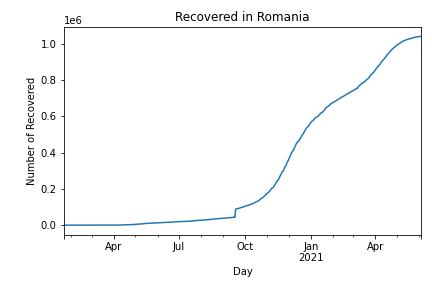 Recovered in Romania
1e6
Number of Recovered
1.0
0.8
0.6
0.4
0.2
0.0
Apr
Jul
Oct
Jan
2021
Apr
Day